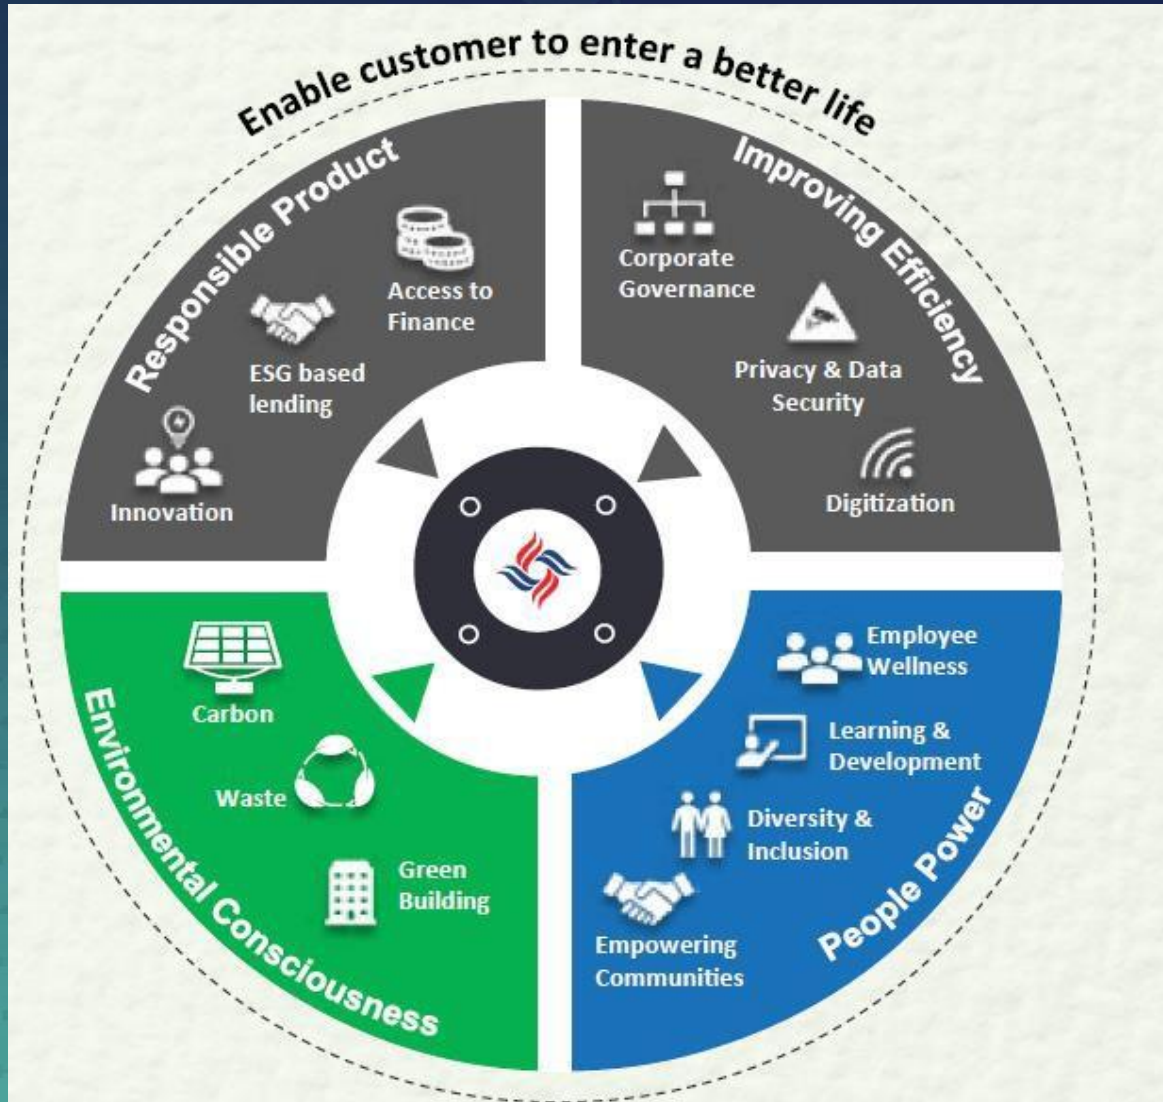 Enable customer to enter a better life
Responsible Product
Access to
Finance
ESG based
lending
Innovation
Improving Efficiency
Corporate
Governance
Privacy & Data
Security
Digitization
Environmental Consciousness
Carbon
Waste
Green
Building
People Power
Employee
Wellness
Learning &
Development
Diversity &
Inclusion
Empowering
Communities